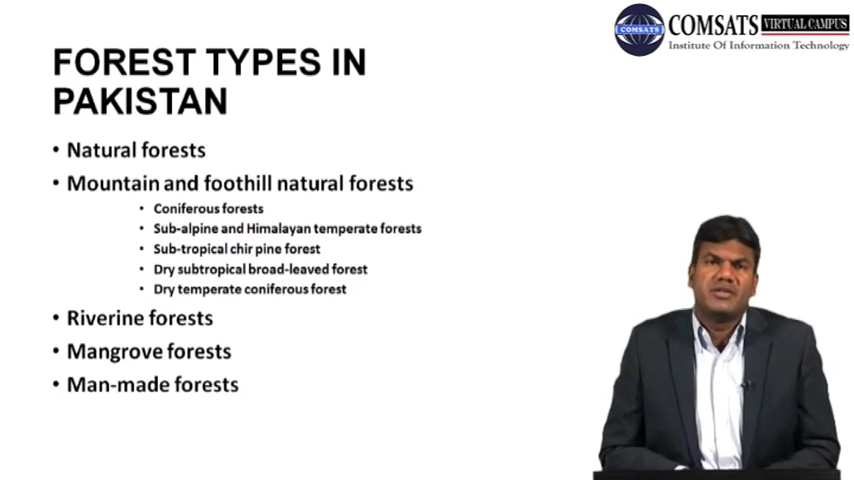 COMSATS VIRTUAL CAMPUS
COMSATS
Institute Of Information Technology
FOREST TYPES IN
PAKISTAN
• Natural forests
• Mountain and foothill natural forests
• Coniferous forests
• Sub-alpine and Himalayan temperate forests
• Sub-tropical chir pine forest
• Dry subtropical broad-leaved forest
• Dry temperate coniferous forest
• Riverine forests
• Mangrove forests
• Man-made forests